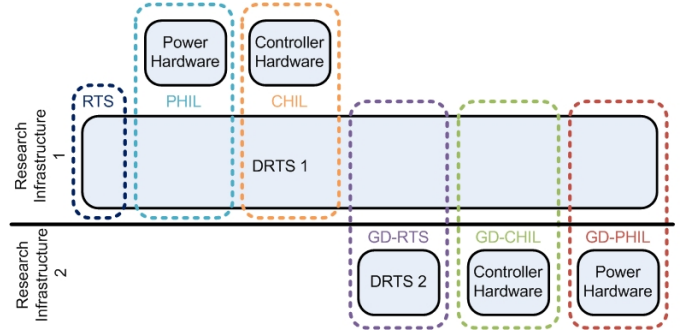 Power
Hardware
Controller
Hardware
RTS
PHIL
CHIL
Research
Infrastructure
1
DRTS 1
Research
Infrastructure
2
GD-RTS
GD-CHIL
GD-PHIL
DRTS 2
Controller
Hardware
Power
Hardware